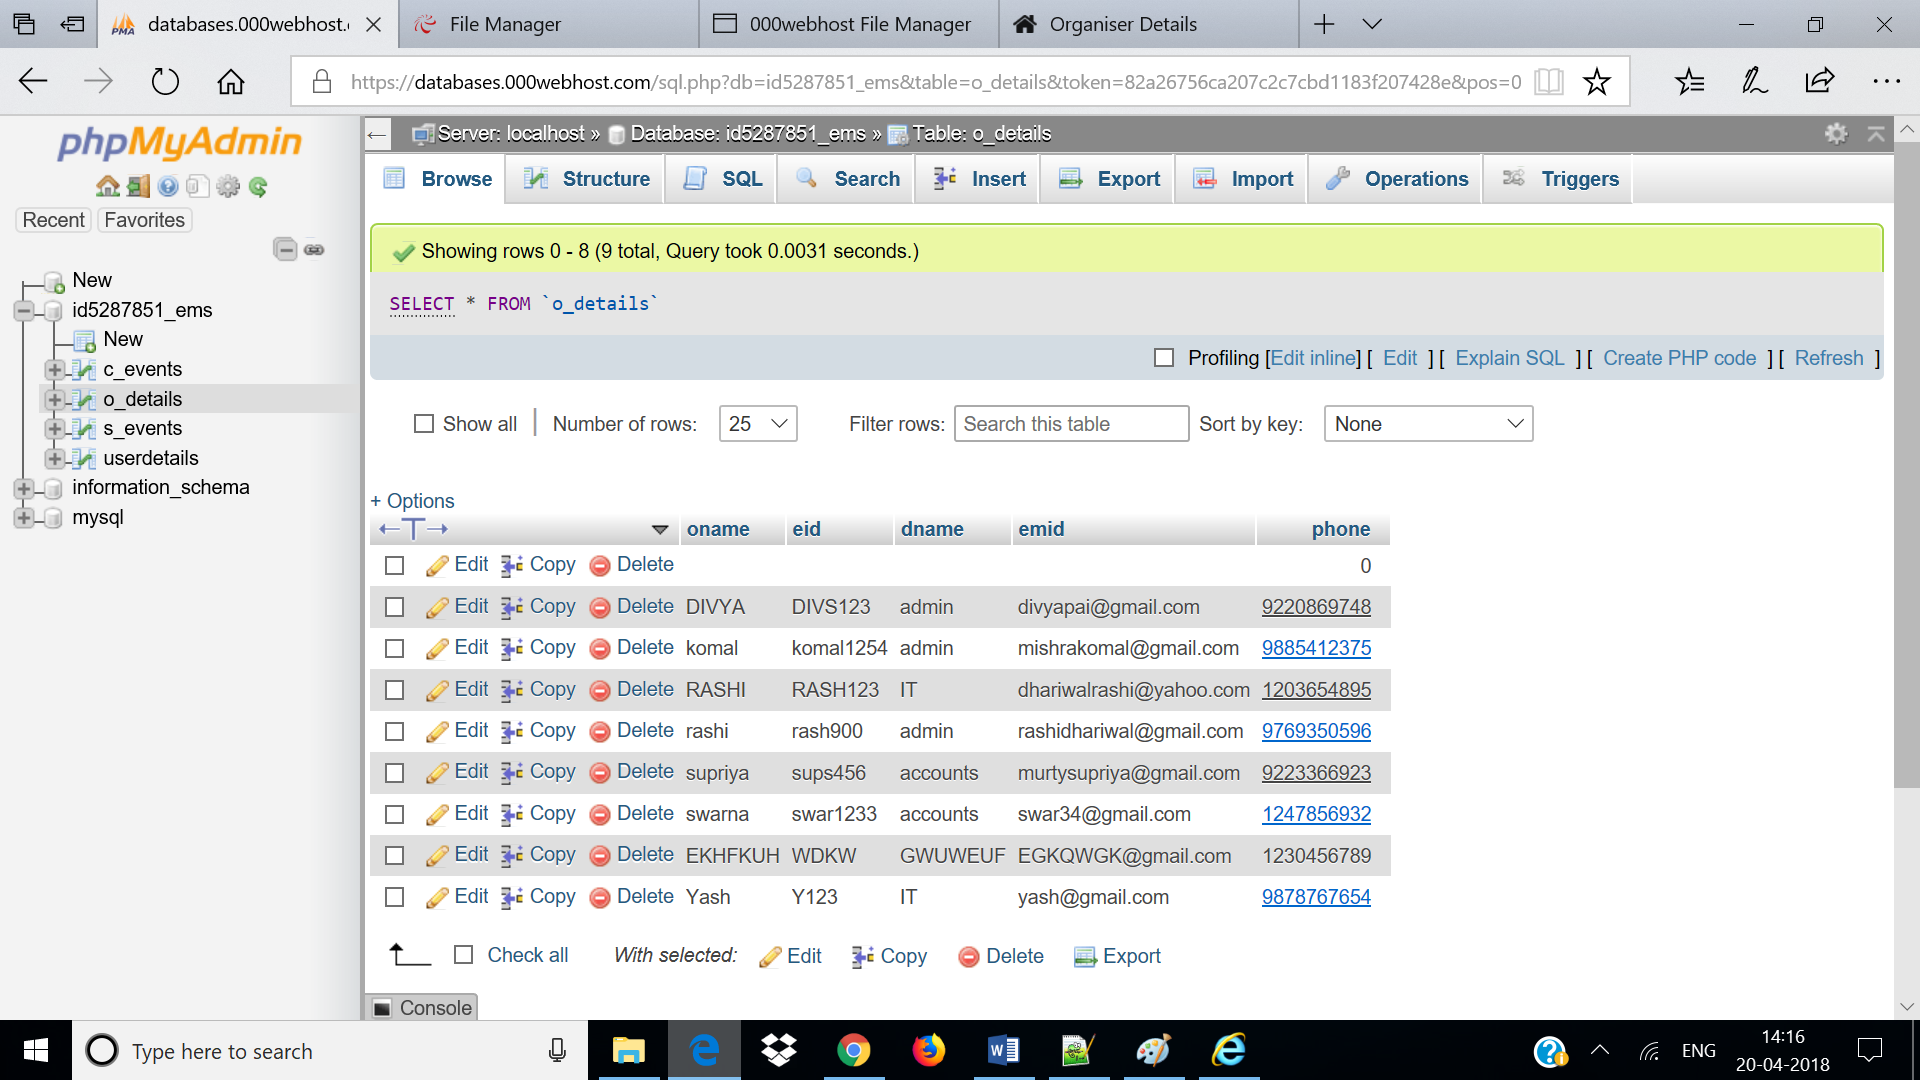 databases.000webhost.
File Manager
000webhost File Manager
Organiser Details
https://databases.000webhost.com/sql.php?db=id5287851_ems&table=o_details&token=82a26756ca207c2c7cbd1183f207428e&pos=0
phpMyAdmin
Recent Favorites
New
id5287851_ems
New
c_events
o_details
s_events
userdetails
information_schema
mysql
Server: localhost » Database: id5287851_ems » Table: o_details
Browse Structure SQL Search Insert Export Import Operations Triggers
Showing rows 0 - 8 (9 total, Query took 0.0031 seconds.)
SELECT * FROM `o_details`
Profiling [Edit inline] [ Edit ] [ Explain SQL ] [ Create PHP code ] [ Refresh ]
Show all Number of rows: 25 Filter rows: Search this table Sort by key: None
+ Options
←T→ oname eid dname emid phone
Edit Copy Delete 0
Edit Copy Delete DIVYA DIVS123 admin divyapai@gmail.com 9220869748
Edit Copy Delete komal komal1254 admin mishrakomal@gmail.com 9885412375
Edit Copy Delete RASHI RASH123 IT dhariwalrashi@yahoo.com 1203654895
Edit Copy Delete rashi rash900 admin rashidhariwal@gmail.com 9769350596
Edit Copy Delete supriya sups456 accounts murtysupriya@gmail.com 9223366923
Edit Copy Delete swarna swar1233 accounts swar34@gmail.com 1247856932
Edit Copy Delete EKHFKUH WDKW GWUWEUF EGKQWGK@gmail.com 1230456789
Edit Copy Delete Yash Y123 IT yash@gmail.com 9878767654
Check all With selected: Edit Copy Delete Export
Console
Type here to search
ENG
14:16
20-04-2018